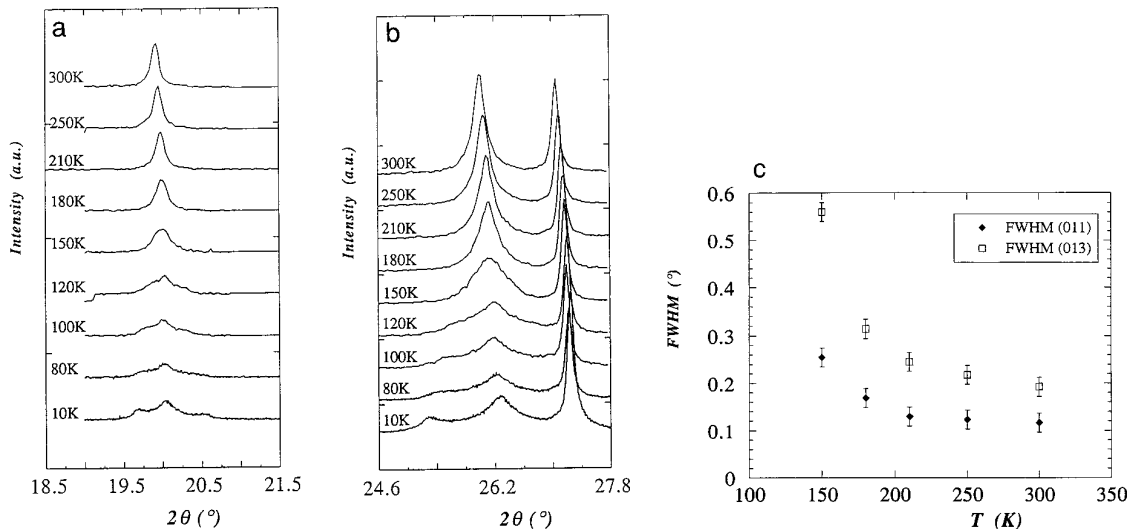 a
300K
250K
210K
180K
150K
120K
100K
80K
10K
Intensity (a.u.)
18.5 19.5 20.5 21.5
2θ (°)
b
300K
250K
210K
180K
150K
120K
100K
80K
10K
Intensity (a.u.)
24.6 26.2 27.8
2θ (°)
c
0.6
0.5
0.4
0.3
0.2
0.1
0
FWHM (°)
FWHM (011)
FWHM (013)
100 150 200 250 300 350
T (K)